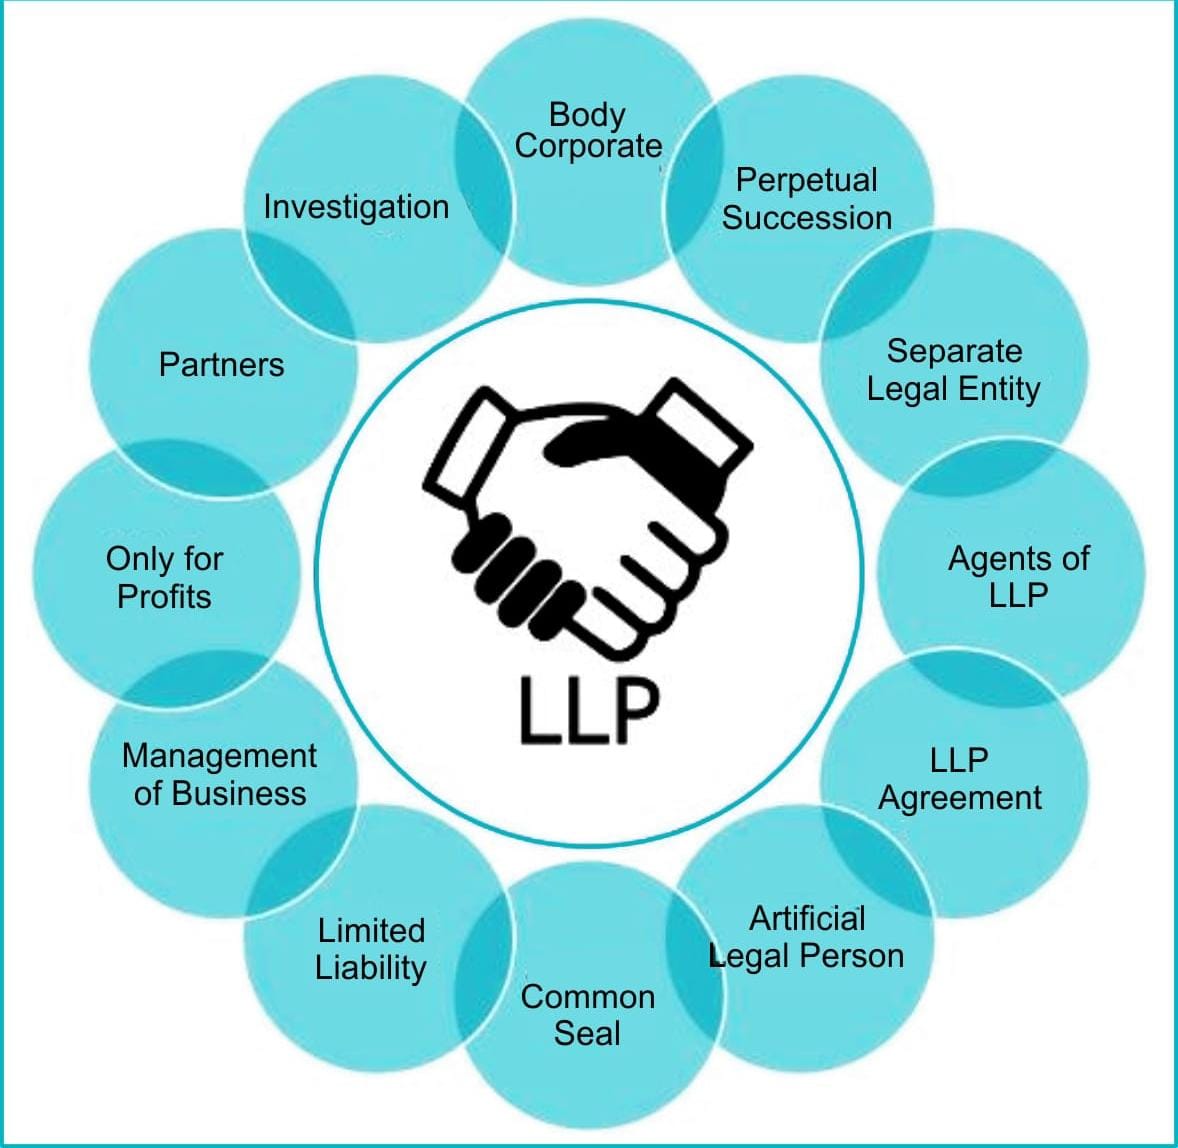 Body
Corporate
Perpetual
Succession
Separate
Legal Entity
Agents of
LLP
LLP
Agreement
Artificial
Legal Person
Common
Seal
Limited
Liability
Management
of Business
Only for
Profits
Partners
Investigation
LLP